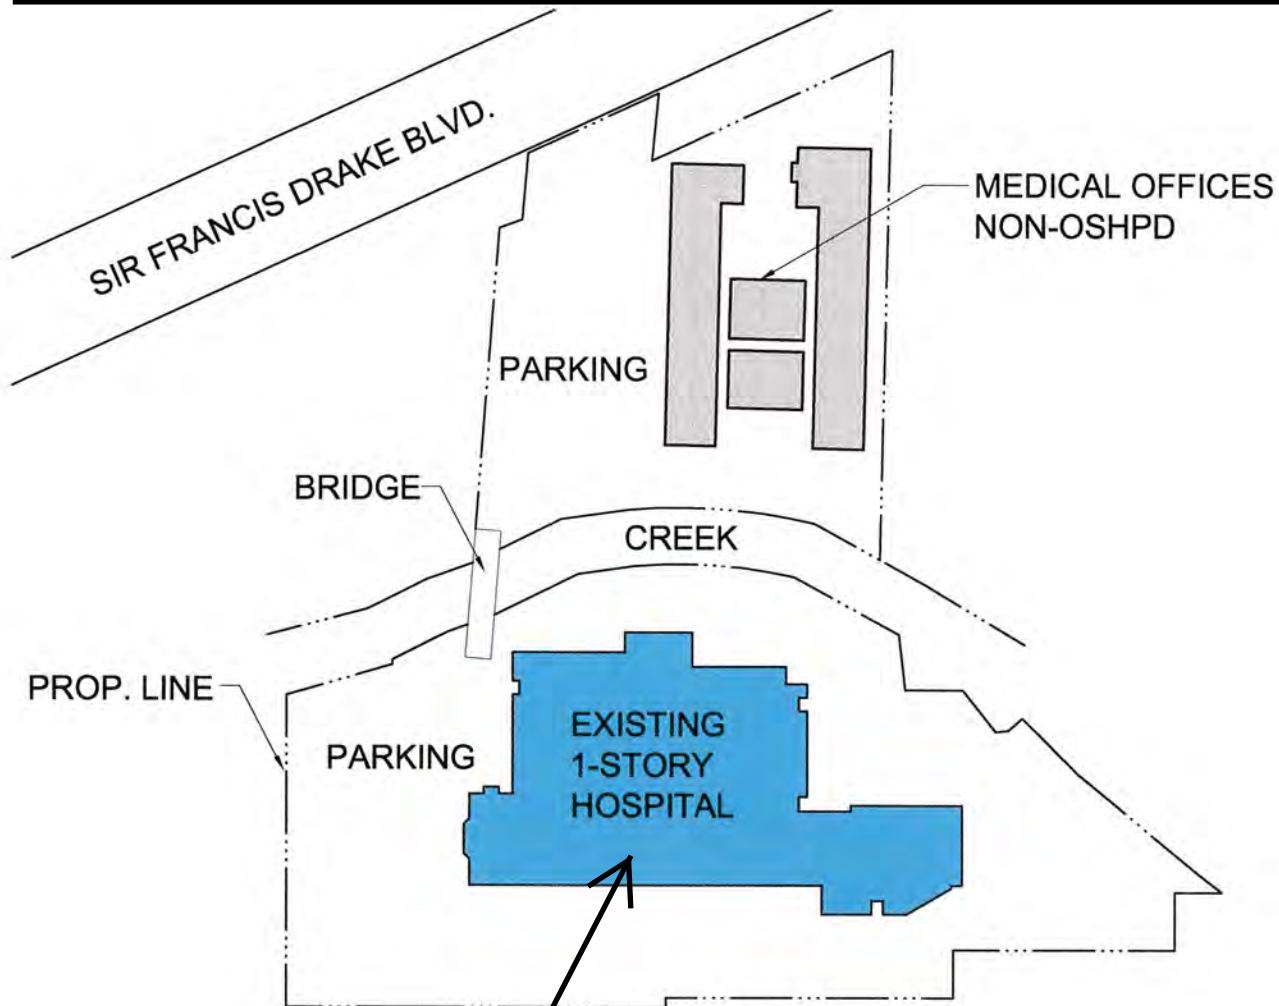 SIR FRANCIS DRAKE BLVD.
MEDICAL OFFICES
NON-OSHPD
PARKING
BRIDGE
CREEK
PROP. LINE
PARKING
EXISTING
1-STORY
HOSPITAL